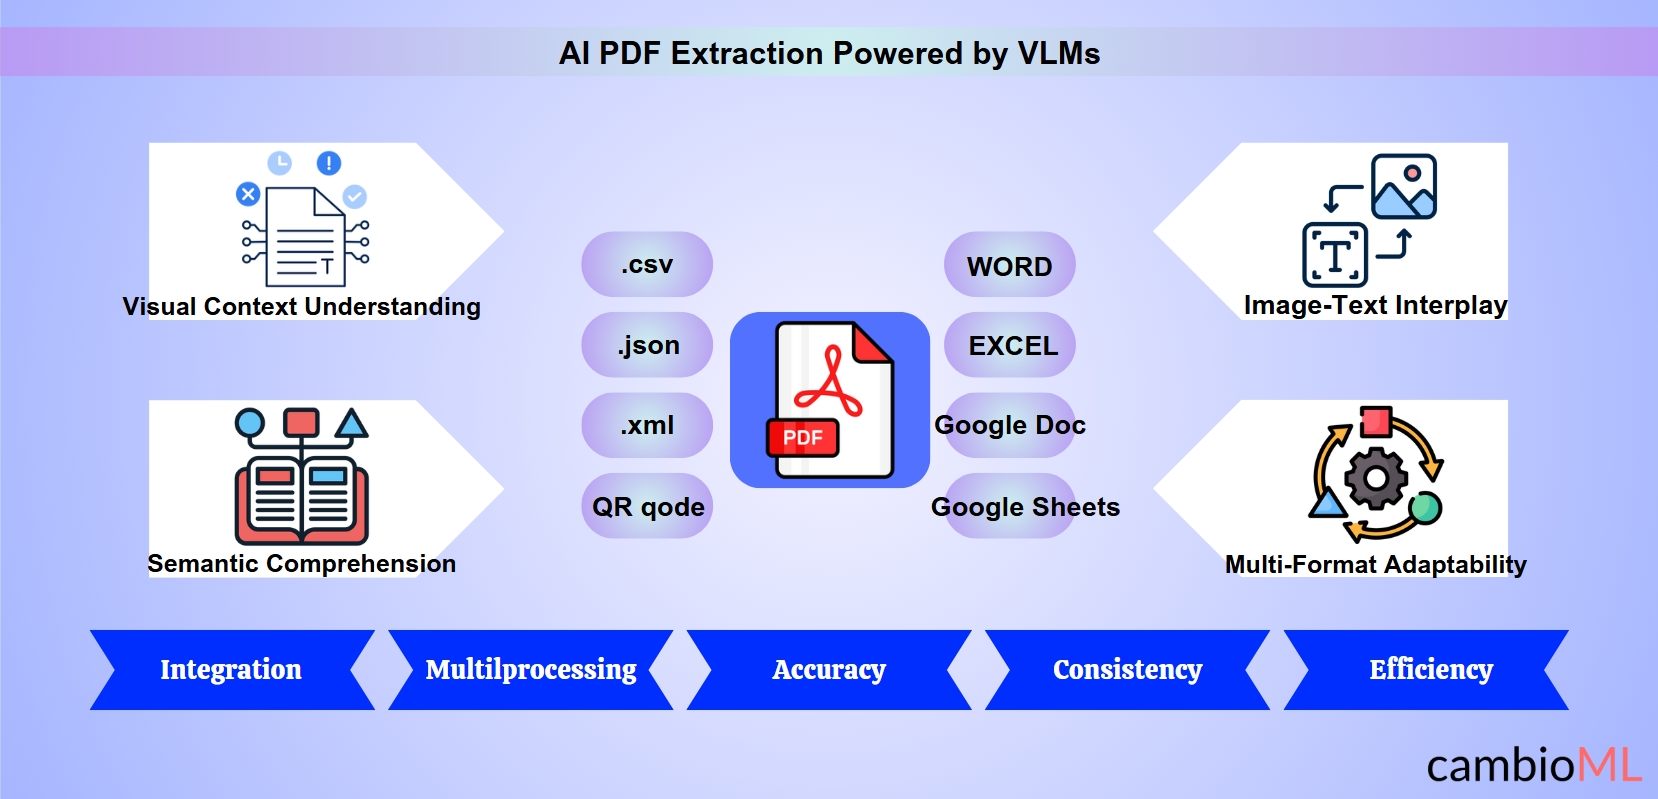 AI PDF Extraction Powered by VLMs
Visual Context Understanding
T
Semantic Comprehension
.csv
.json
.xml
QR qode
PDF
WORD
EXCEL
Google Doc
Google Sheets
T
Image-Text Interplay
Multi-Format Adaptability
Integration
Multilprocessing
Accuracy
Consistency
Efficiency
cambioML